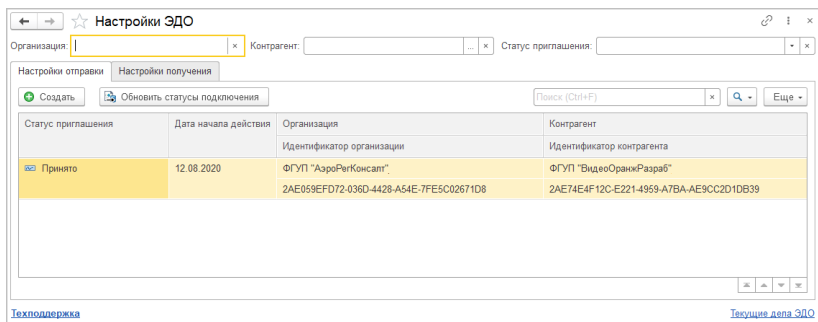 Настройки ЭДО
Организация: Контрагент: ... Статус приглашения:
Настройки отправки Настройки получения
Создать Обновить статусы подключения Поиск (Ctrl+F) Еще
Статус приглашения Дата начала действия Организация Контрагент
Идентификатор организации Идентификатор контрагента
Принято 12.08.2020 ФГУП "АэроРегКонсалт" ФГУП "ВидеоОранжРазраб"
2AE059EFD72-036D-4428-A54E-7FE5C02671D8 2AE74E4F12C-E221-4959-A7BA-AE9CC2D1DB39
Техподдержка Текущие дела ЭДО